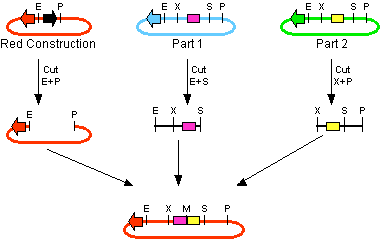 E P
E X S P
E X S P
Red Construction
Part 1
Part 2
Cut
E+P
Cut
E+S
Cut
X+P
E P
E X S
X S P
E X M S P